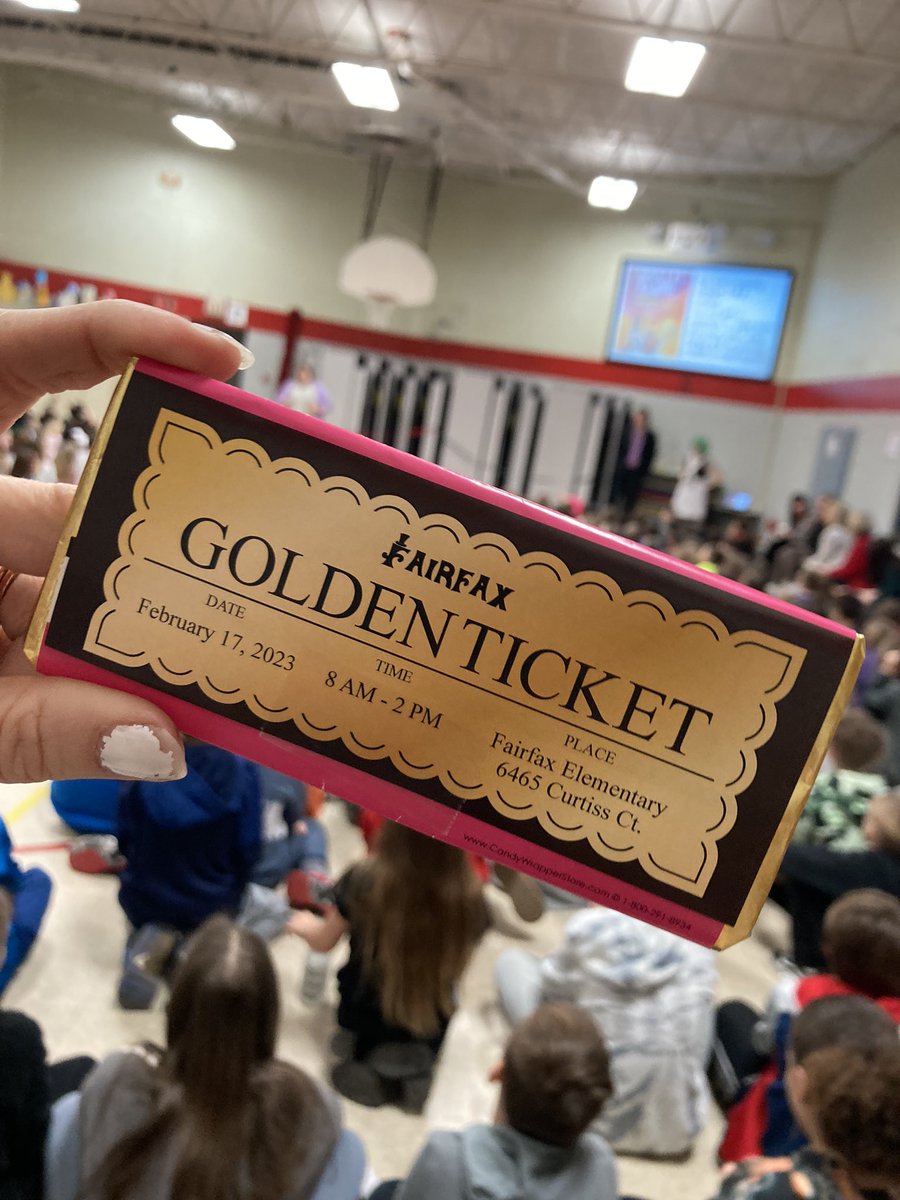 FAIRFAX
GOLDEN TICKET
DATE
February 17, 2023
TIME
8 AM - 2 PM
PLACE
Fairfax Elementary
6465 Curtiss Ct.
www.CandyWrapperStore.com © 1-800-291-8934